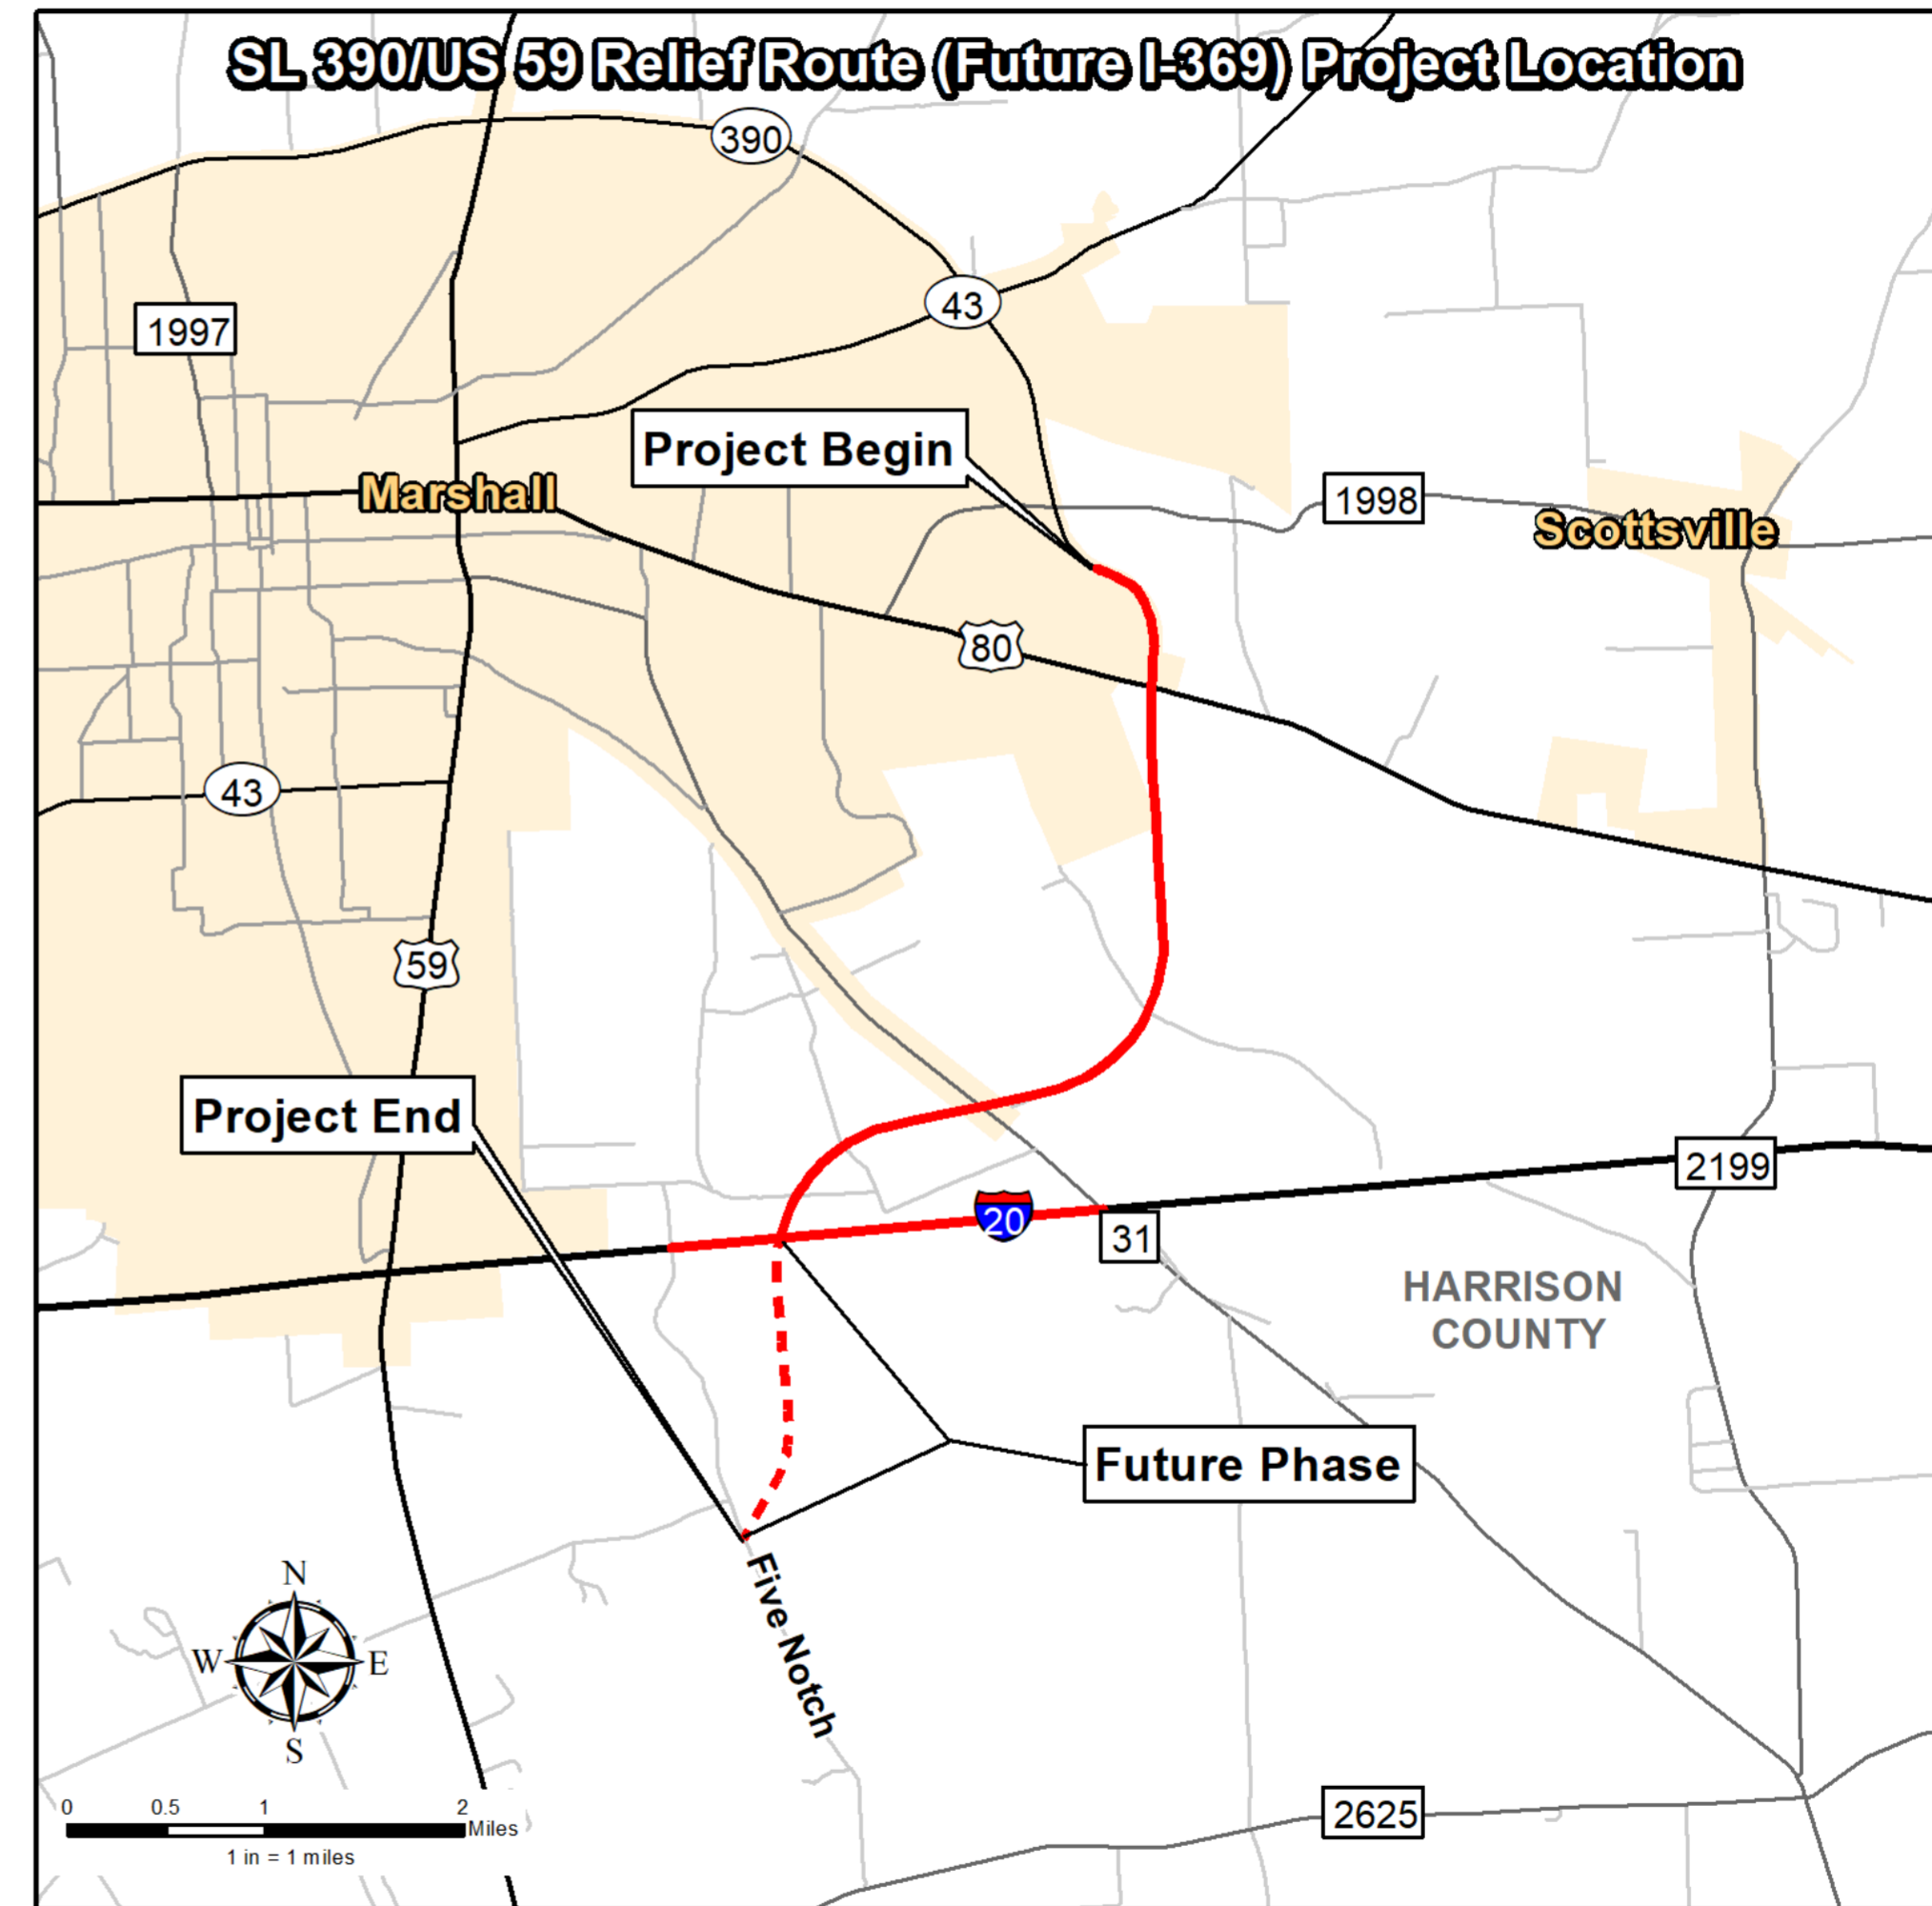 SL 390/US 59 Relief Route (Future I-369) Project Location
390
43
1997
Project Begin
Marshall
1998
Scottsville
80
43
59
Project End
2199
20
31
HARRISON
COUNTY
Future Phase
Five Notch
N
W
E
S
0 0.5 1 2
Miles
1 in = 1 miles
2625